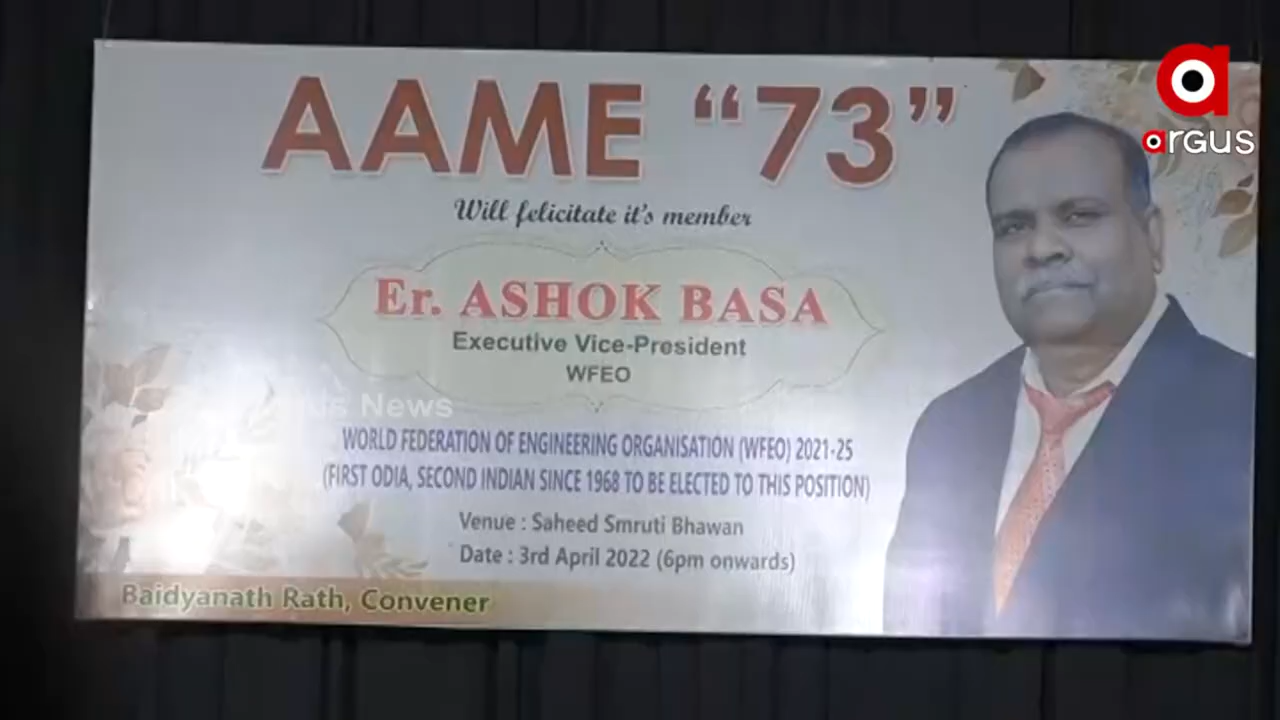 AAME “73”
Will felicitate it's member
Er. ASHOK BASA
Executive Vice-President
WFEO
WORLD FEDERATION OF ENGINEERING ORGANISATION (WFEO) 2021-25
(FIRST ODIA, SECOND INDIAN SINCE 1968 TO BE ELECTED TO THIS POSITION)
Venue : Saheed Smruti Bhawan
Date : 3rd April 2022 (6pm onwards)
Baidyanath Rath, Convener
argus
News